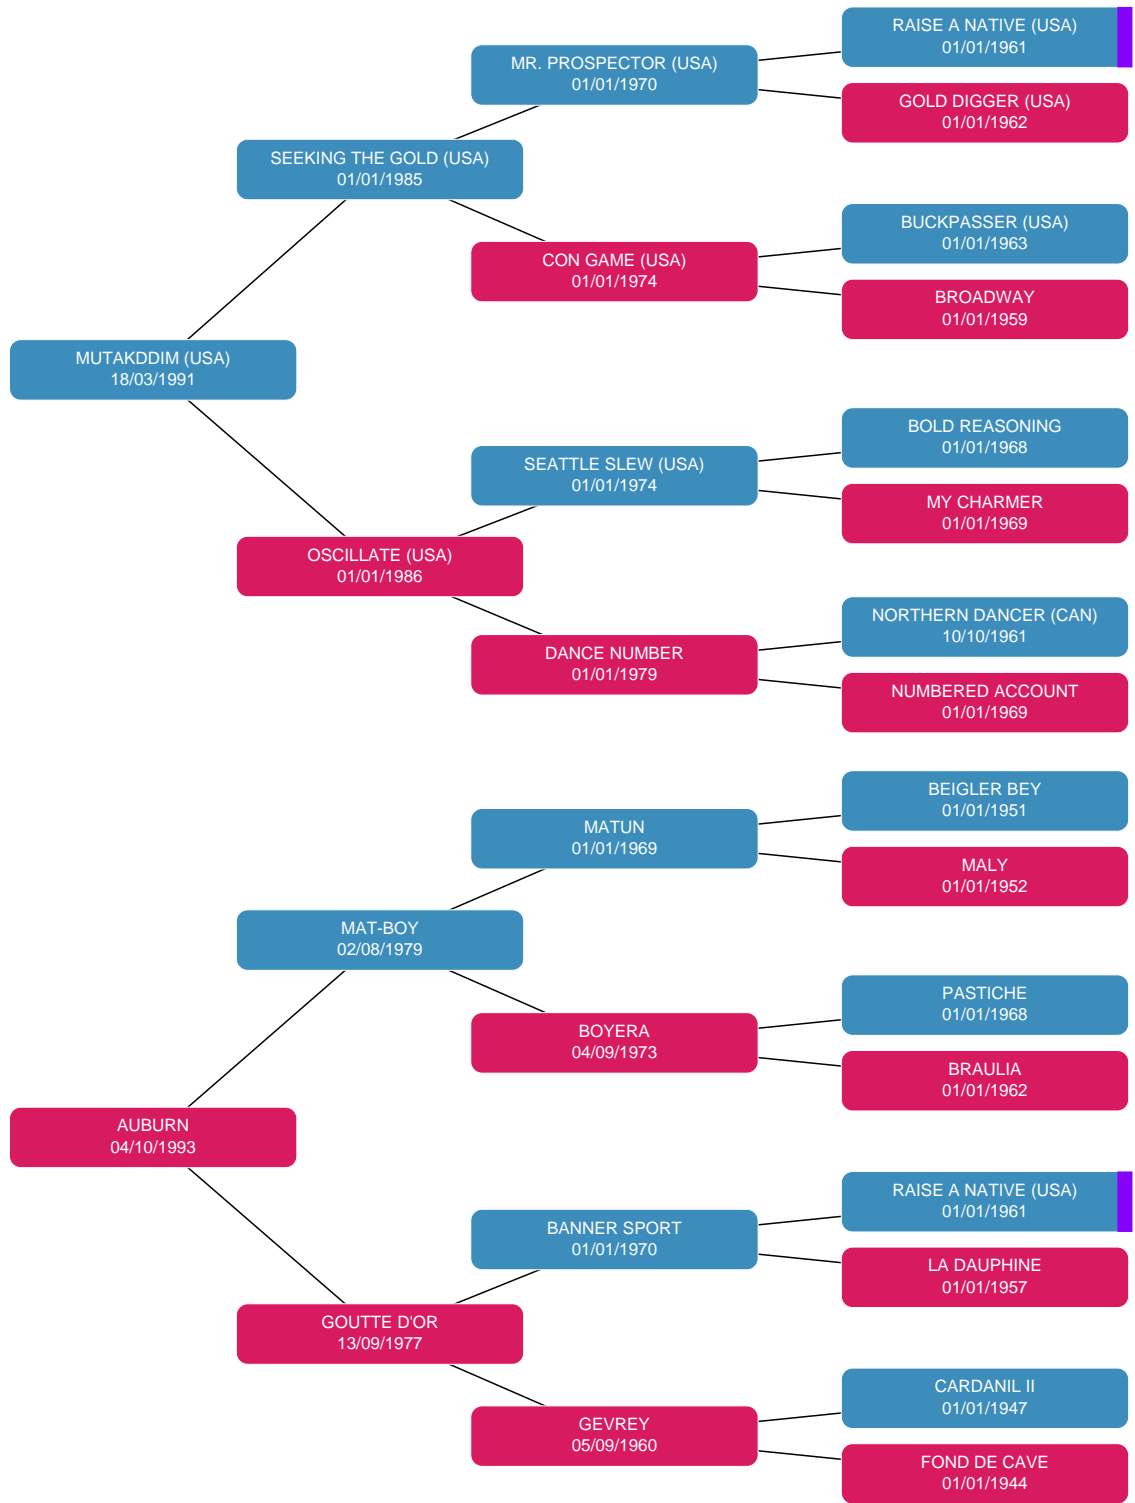 RAISE A NATIVE (USA)
01/01/1961
MR. PROSPECTOR (USA)
01/01/1970
GOLD DIGGER (USA)
01/01/1962
SEEKING THE GOLD (USA)
01/01/1985
BUCKPASSER (USA)
01/01/1963
CON GAME (USA)
01/01/1974
BROADWAY
01/01/1959
MUTAKDDIM (USA)
18/03/1991
BOLD REASONING
01/01/1968
SEATTLE SLEW (USA)
01/01/1974
MY CHARMER
01/01/1969
OSCILLATE (USA)
01/01/1986
NORTHERN DANCER (CAN)
10/10/1961
DANCE NUMBER
01/01/1979
NUMBERED ACCOUNT
01/01/1969
BEIGLER BEY
01/01/1951
MATUN
01/01/1969
MALY
01/01/1952
MAT-BOY
02/08/1979
PASTICHE
01/01/1968
BOYERA
04/09/1973
BRAULIA
01/01/1962
AUBURN
04/10/1993
RAISE A NATIVE (USA)
01/01/1961
BANNER SPORT
01/01/1970
LA DAUPHINE
01/01/1957
GOUTTE D'OR
13/09/1977
CARDANIL II
01/01/1947
GEVREY
05/09/1960
FOND DE CAVE
01/01/1944